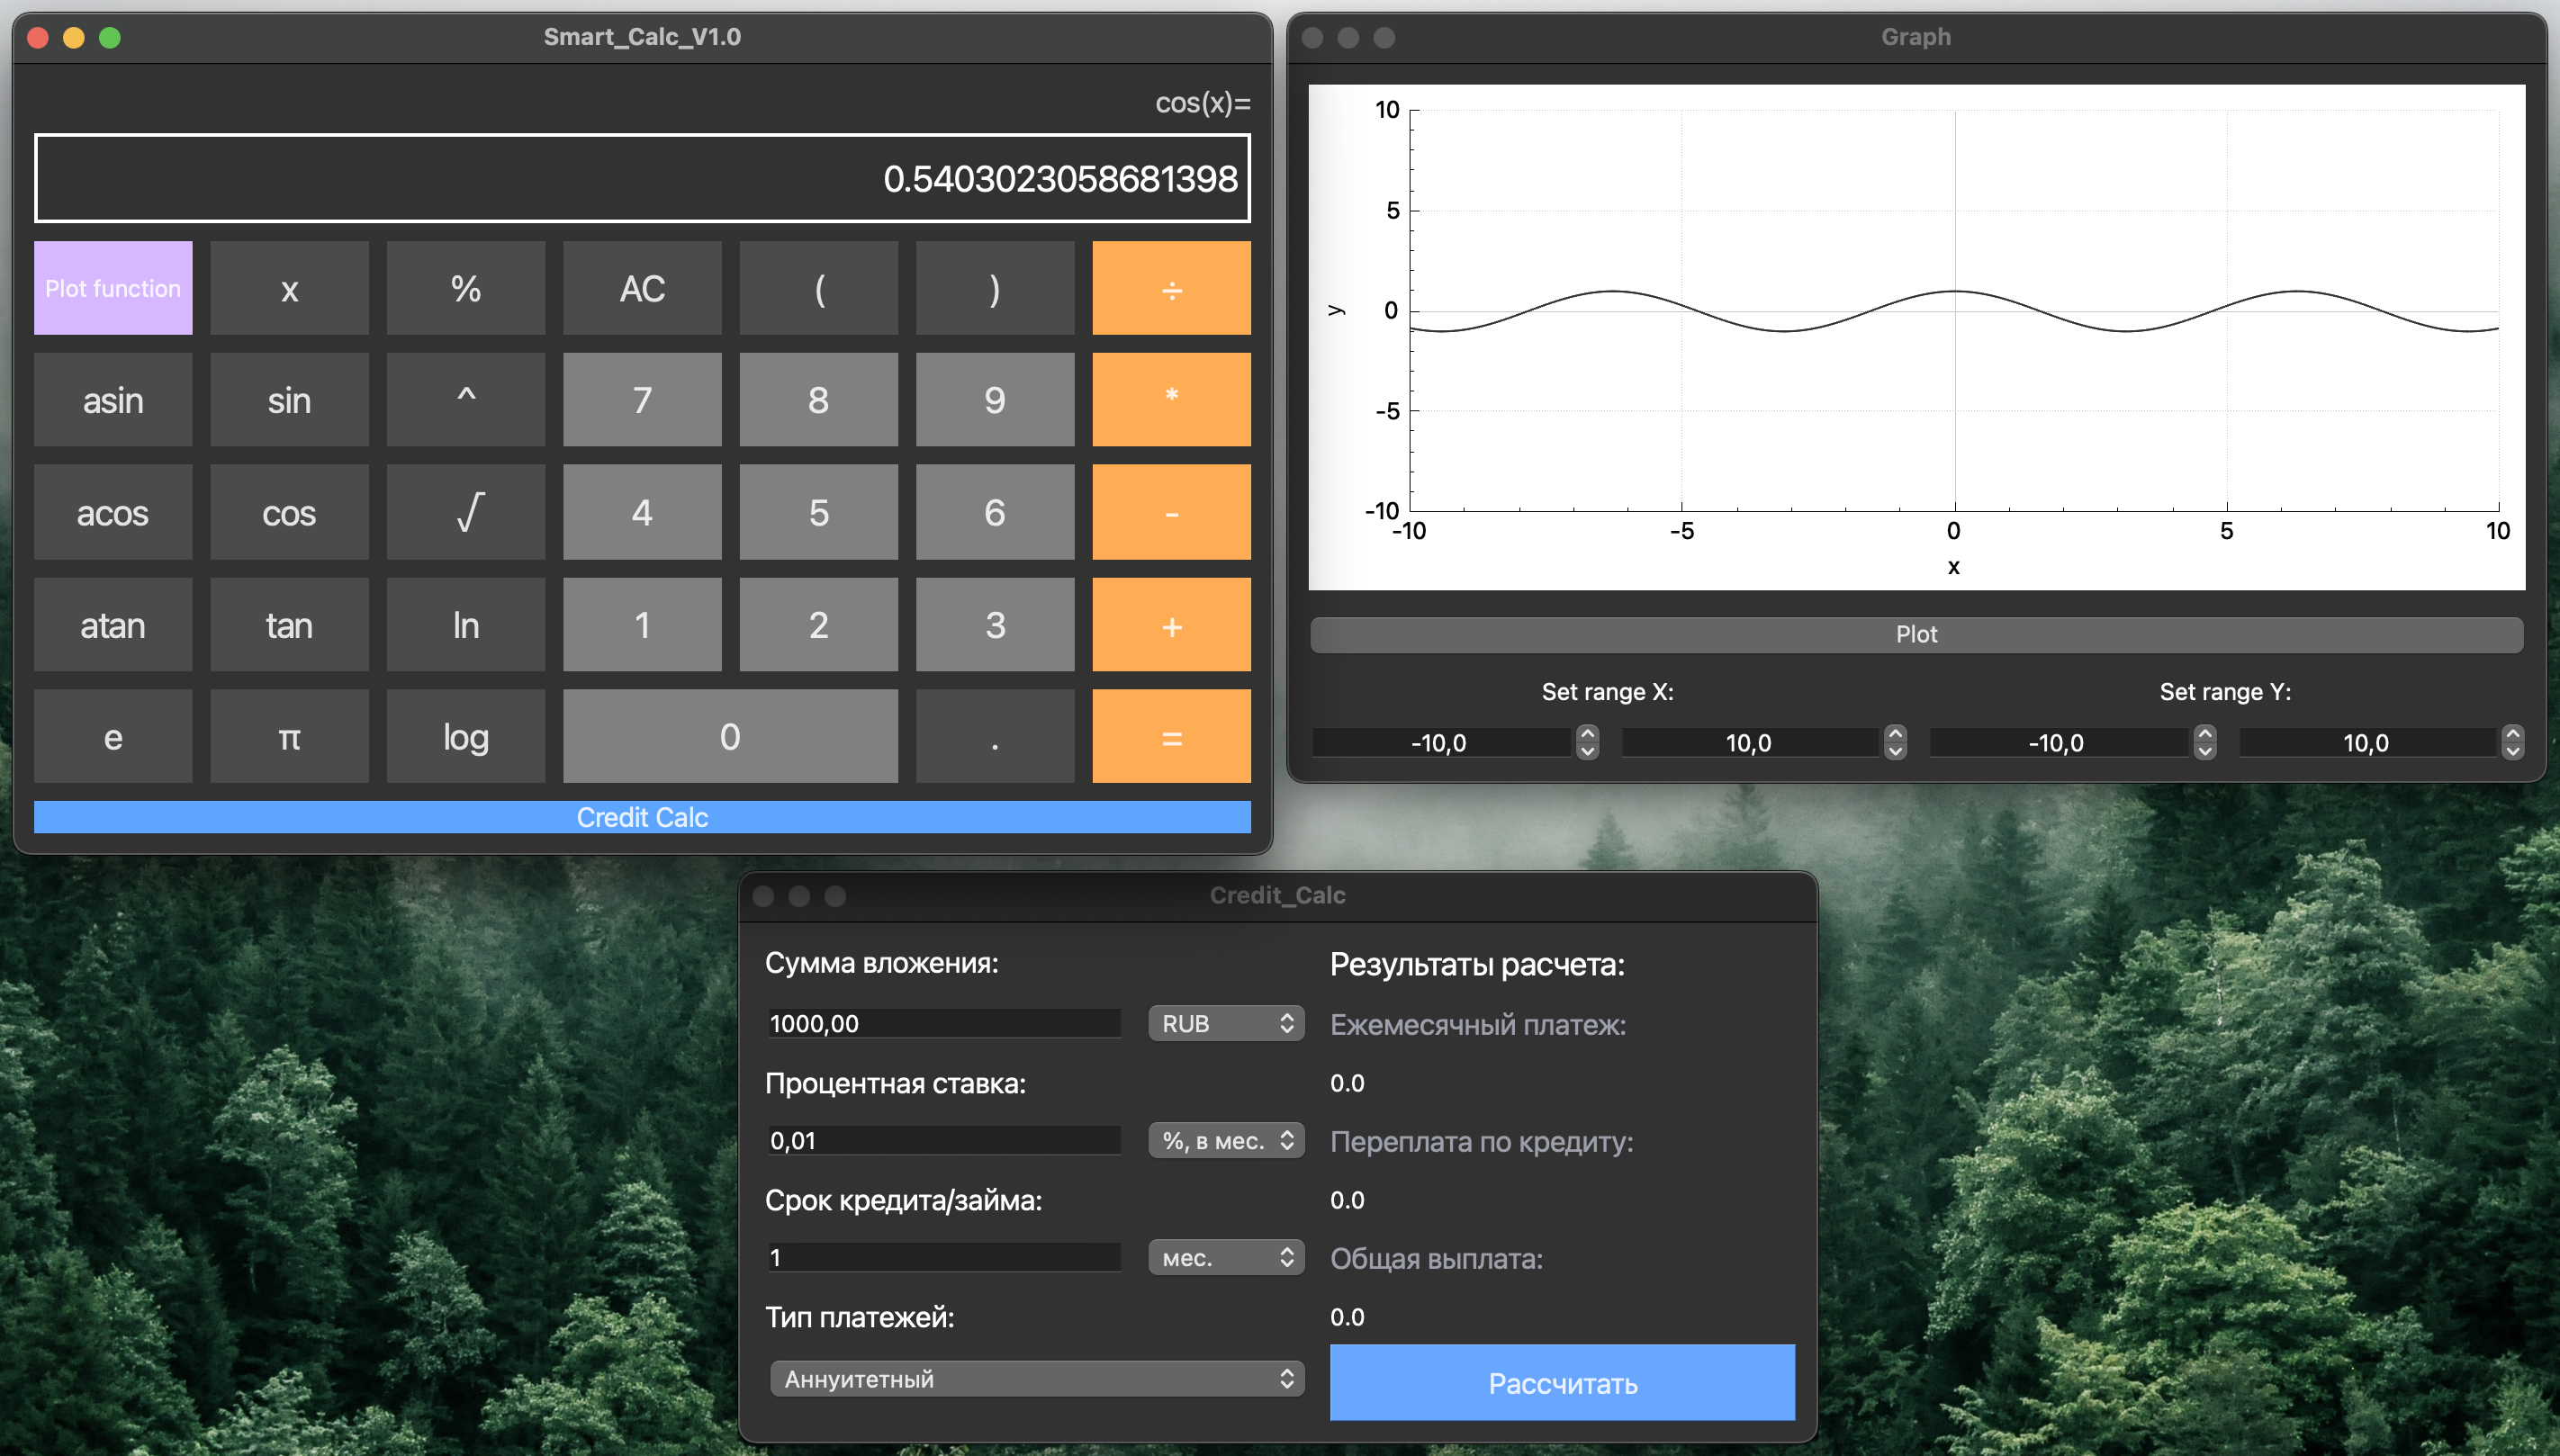 Smart_Calc_V1.0
cos(x)=
0.5403023058681398
Plot function x % AC ( ) ÷
asin sin ^ 7 8 9 *
acos cos √ 4 5 6 -
atan tan ln 1 2 3 +
e π log 0 . =
Credit Calc
Graph
10
5
0
-5
-10
y
-10 -5 0 5 10
x
Plot
Set range X: Set range Y:
-10,0 10,0 -10,0 10,0
Credit_Calc
Сумма вложения:
1000,00 RUB
Процентная ставка:
0,01 %, в мес.
Срок кредита/займа:
1 мес.
Тип платежей:
Аннуитетный
Результаты расчета:
Ежемесячный платеж:
0.0
Переплата по кредиту:
0.0
Общая выплата:
0.0
Рассчитать